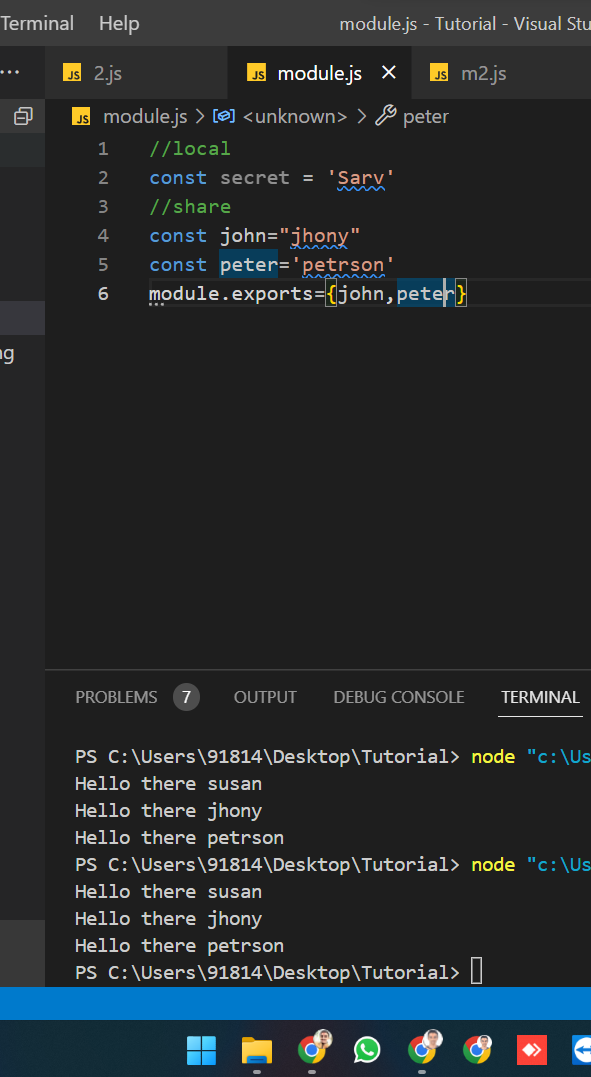 Terminal Help module.js - Tutorial - Visual Stu
... JS 2.js JS module.js × JS m2.js
JS module.js > <unknown> > peter
1 //local
2 const secret = 'Sarv'
3 //share
4 const john="jhony"
5 const peter='petrson'
6 module.exports={john,peter}
ng
PROBLEMS 7 OUTPUT DEBUG CONSOLE TERMINAL
PS C:\Users\91814\Desktop\Tutorial> node "c:\Us
Hello there susan
Hello there jhony
Hello there petrson
PS C:\Users\91814\Desktop\Tutorial> node "c:\Us
Hello there susan
Hello there jhony
Hello there petrson
PS C:\Users\91814\Desktop\Tutorial>